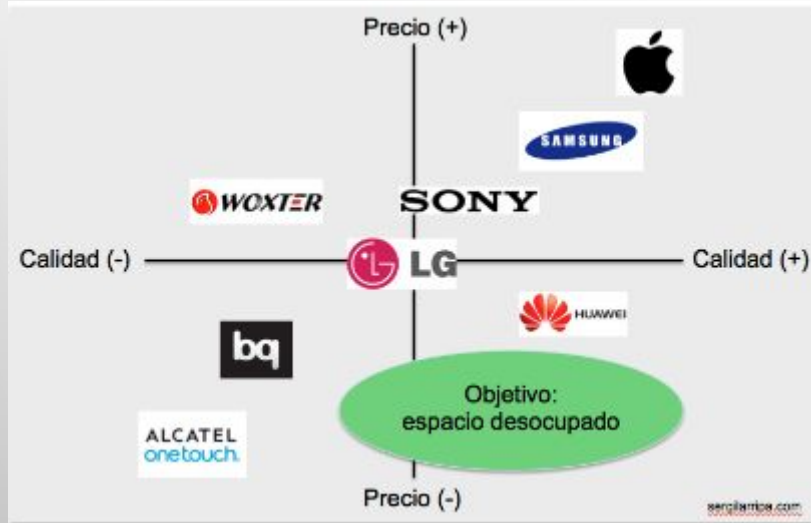 Precio (+)
SAMSUNG
WOXTER
SONY
Calidad (-)
LG
Calidad (+)
HUAWEI
bq
Objetivo:
espacio desocupado
ALCATEL
onetouch.
Precio (-)